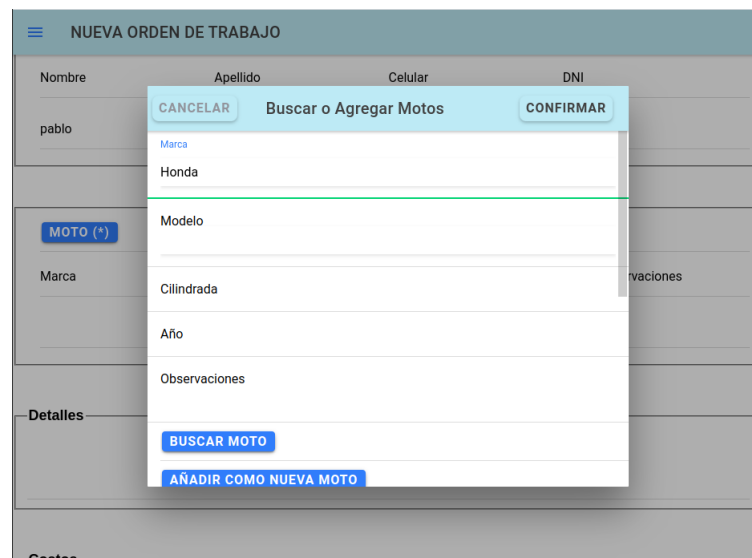 NUEVA ORDEN DE TRABAJO
Nombre Apellido Celular DNI
CANCELAR Buscar o Agregar Motos CONFIRMAR
pablo
Marca
Honda
Modelo
MOTO (*)
Marca rvaciones
Cilindrada
Año
Observaciones
Detalles
BUSCAR MOTO
AÑADIR COMO NUEVA MOTO